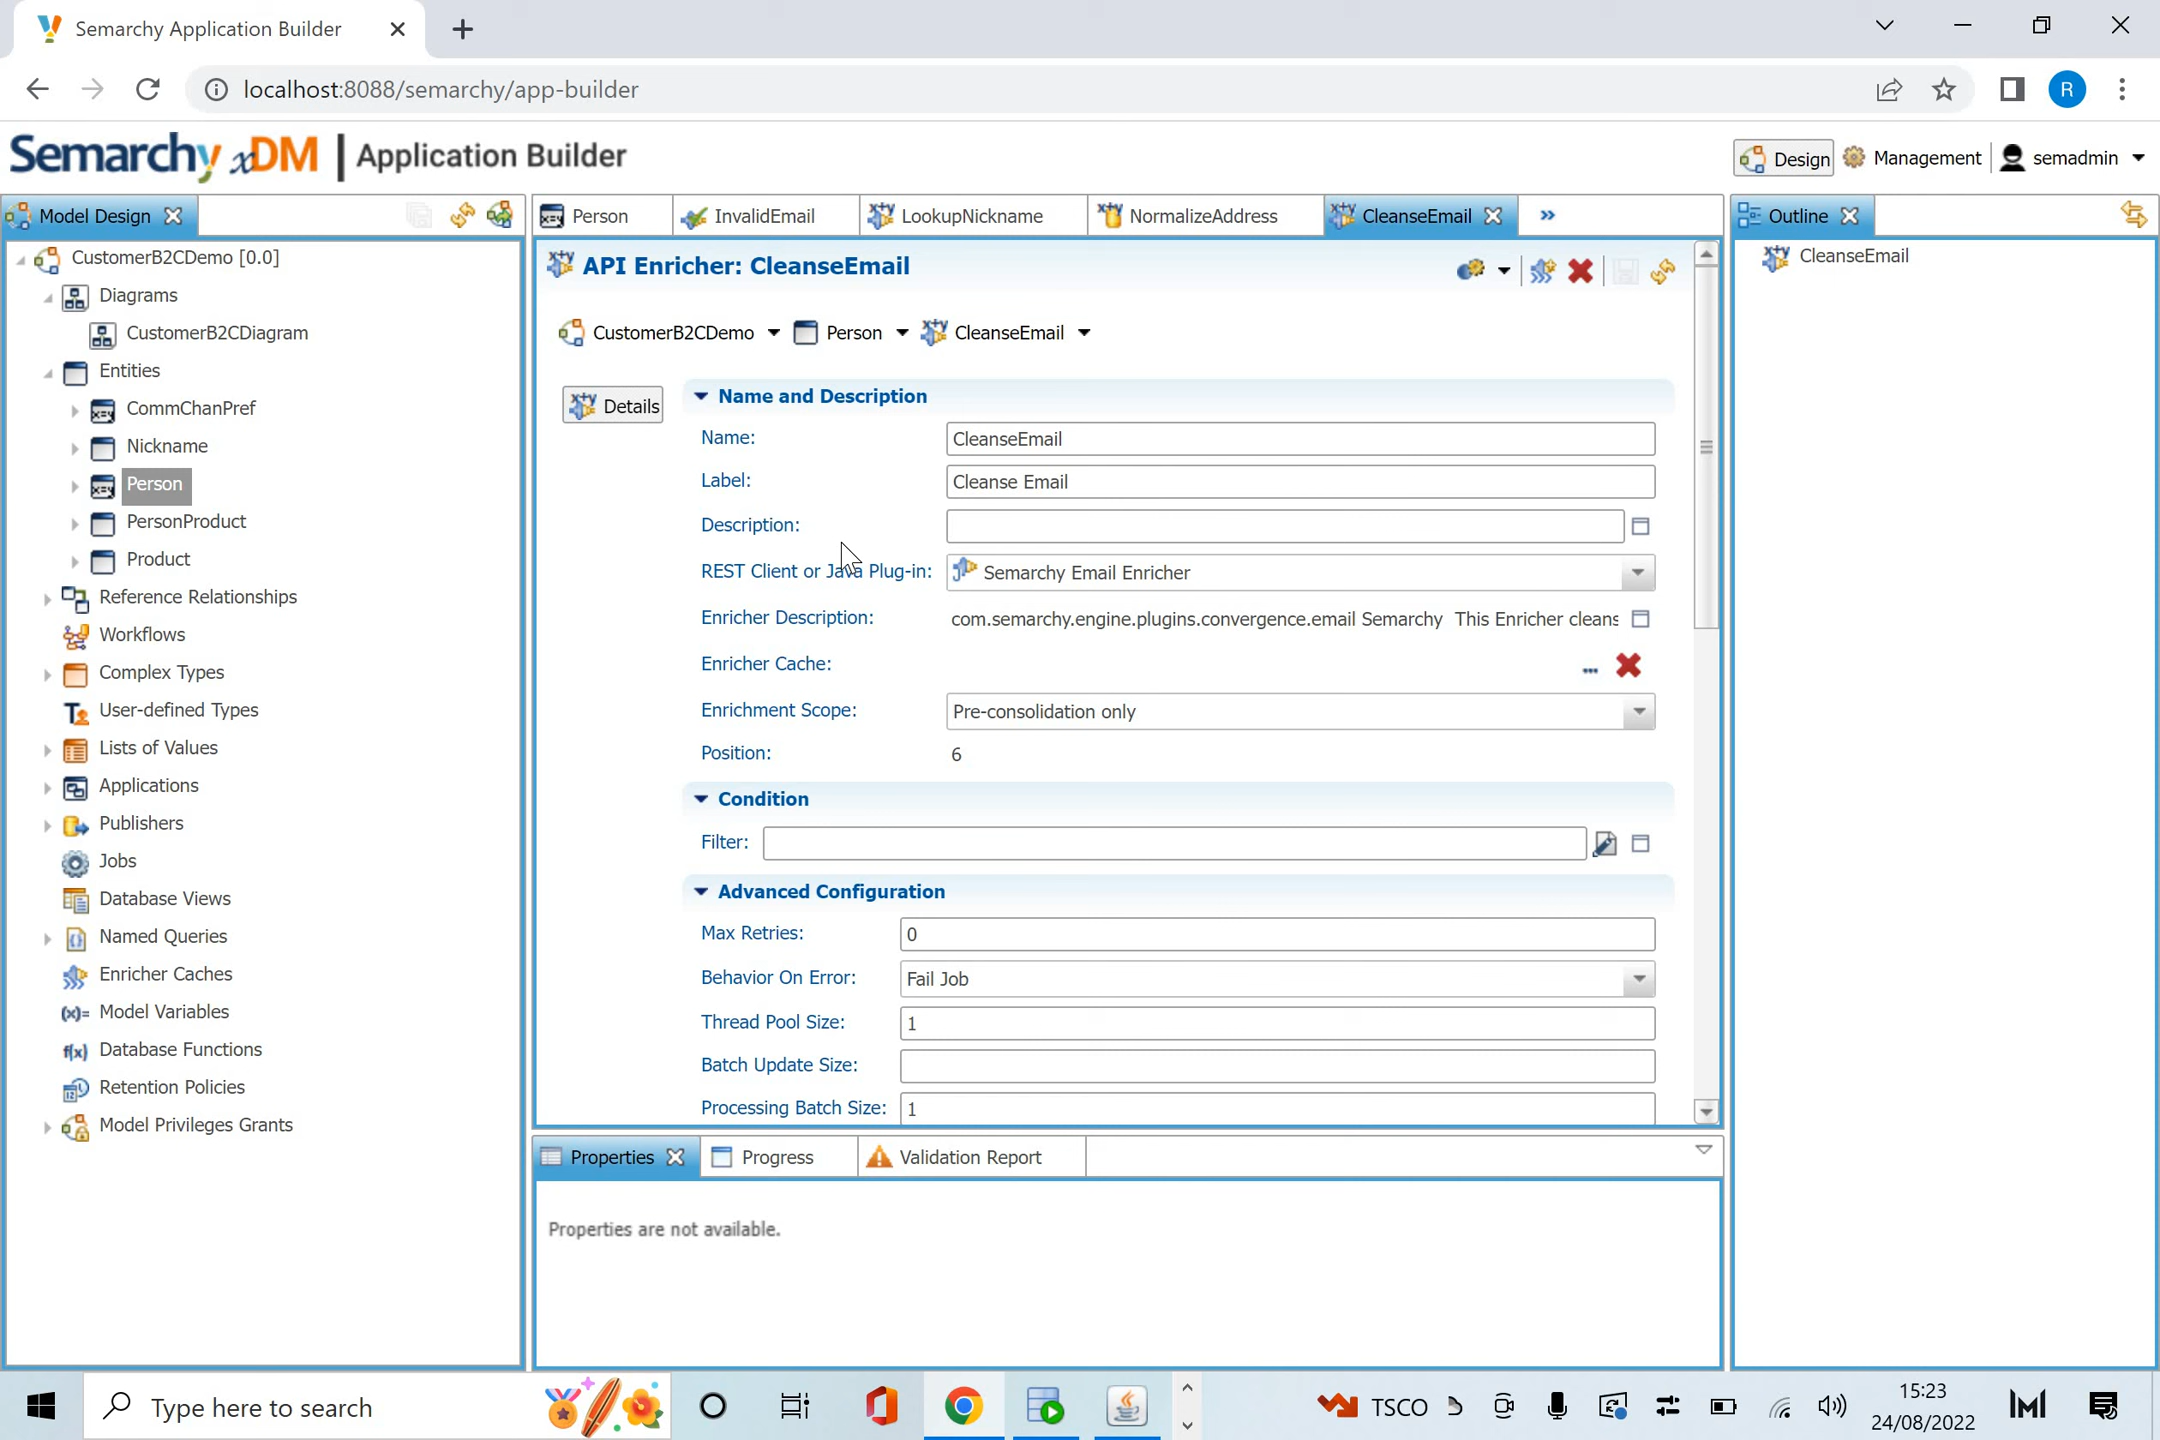 Semarchy Application Builder
localhost:8088/semarchy/app-builder
R
Semarchy xDM | Application Builder
Design
Management
semadmin
Model Design
CustomerB2CDemo [0.0]
Diagrams
CustomerB2CDiagram
Entities
CommChanPref
Nickname
Person
PersonProduct
Product
Reference Relationships
Workflows
Complex Types
User-defined Types
Lists of Values
Applications
Publishers
Jobs
Database Views
Named Queries
Enricher Caches
Model Variables
Database Functions
Retention Policies
Model Privileges Grants
Person
InvalidEmail
LookupNickname
NormalizeAddress
CleanseEmail
»
API Enricher: CleanseEmail
CustomerB2CDemo
Person
CleanseEmail
Details
Name and Description
Name: CleanseEmail
Label: Cleanse Email
Description:
REST Client or Java Plug-in: Semarchy Email Enricher
Enricher Description: com.semarchy.engine.plugins.convergence.email Semarchy This Enricher cleans
Enricher Cache: ...
Enrichment Scope: Pre-consolidation only
Position: 6
Condition
Filter:
Advanced Configuration
Max Retries: 0
Behavior On Error: Fail Job
Thread Pool Size: 1
Batch Update Size:
Processing Batch Size: 1
Properties
Progress
Validation Report
Properties are not available.
Outline
CleanseEmail
Type here to search
TSCO
15:23
24/08/2022